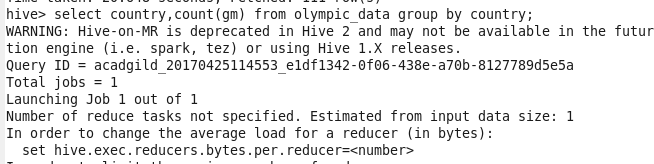 hive> select country,count(gm) from olympic_data group by country;
WARNING: Hive-on-MR is deprecated in Hive 2 and may not be available in the futur
tion engine (i.e. spark, tez) or using Hive 1.X releases.
Query ID = acadgild_20170425114553_e1df1342-0f06-438e-a70b-8127789d5e5a
Total jobs = 1
Launching Job 1 out of 1
Number of reduce tasks not specified. Estimated from input data size: 1
In order to change the average load for a reducer (in bytes):
  set hive.exec.reducers.bytes.per.reducer=<number>